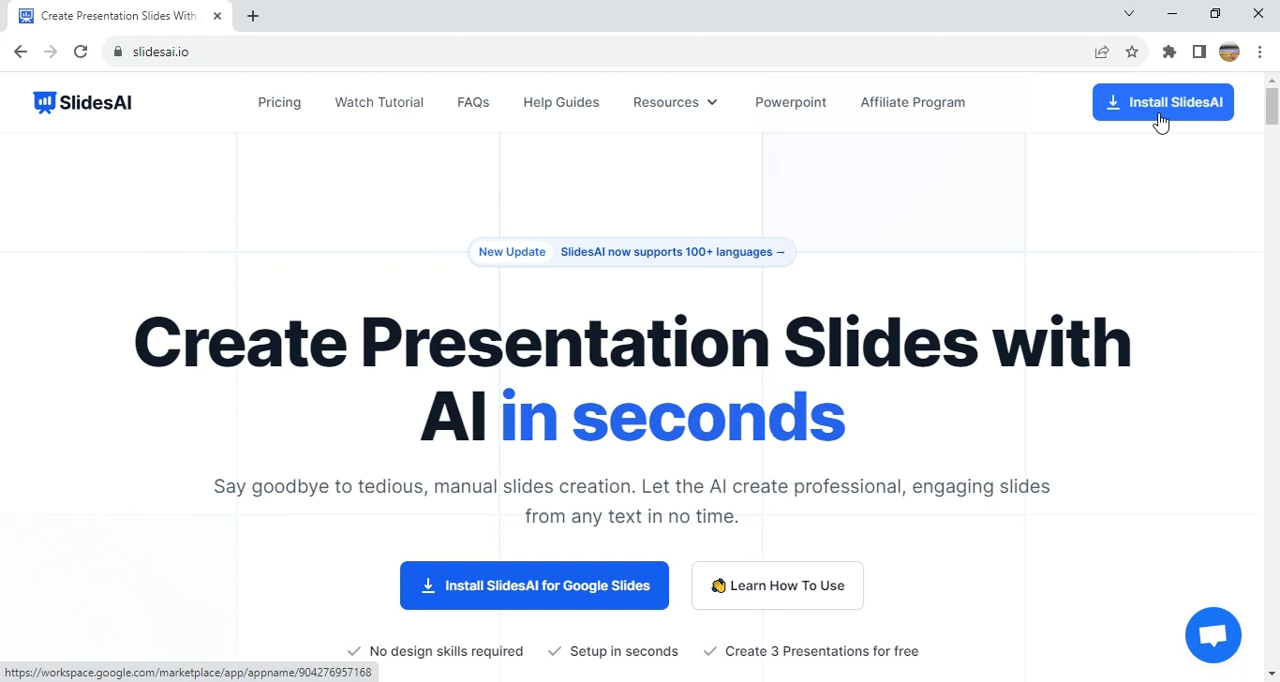 Create Presentation Slides With
slidesai.io
SlidesAI
Pricing
Watch Tutorial
FAQs
Help Guides
Resources
Powerpoint
Affiliate Program
Install SlidesAI
New Update SlidesAI now supports 100+ languages →
Create Presentation Slides with
AI in seconds
Say goodbye to tedious, manual slides creation. Let the AI create professional, engaging slides
from any text in no time.
Install SlidesAI for Google Slides
👏 Learn How To Use
No design skills required
Setup in seconds
Create 3 Presentations for free
https://workspace.google.com/marketplace/app/appname/904276957168